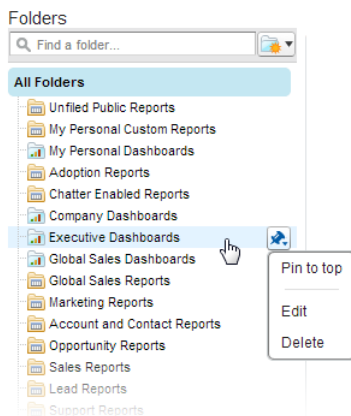 Folders
Find a folder...
All Folders
Unfiled Public Reports
My Personal Custom Reports
My Personal Dashboards
Adoption Reports
Chatter Enabled Reports
Company Dashboards
Executive Dashboards
Global Sales Dashboards
Pin to top
Global Sales Reports
Marketing Reports
Edit
Account and Contact Reports
Opportunity Reports
Delete
Sales Reports
Lead Reports
Support Reports